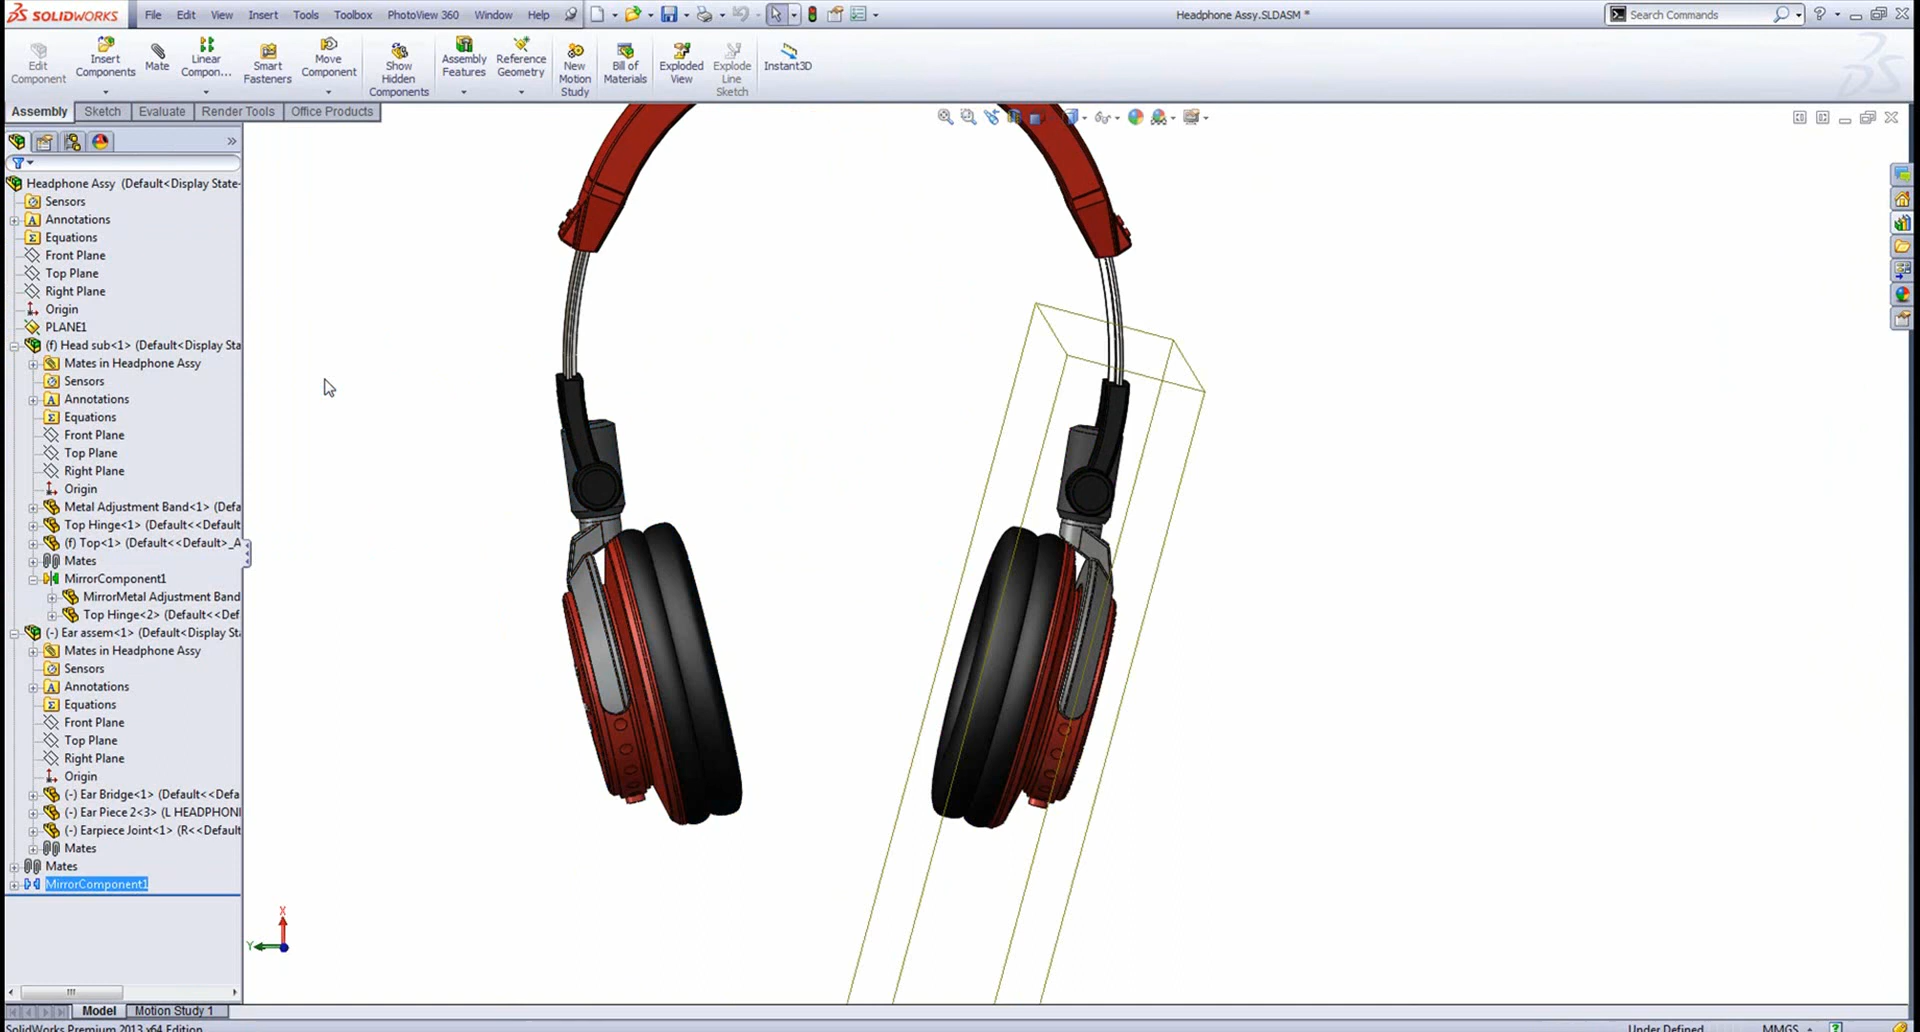 SOLIDWORKS File Edit View Insert Tools Toolbox PhotoView 360 Window Help Headphone Assy.SLDASM * Search Commands
Edit Component
Insert Components
Mate
Linear Compon...
Smart Fasteners
Move Component
Show Hidden Components
Assembly Features
Reference Geometry
New Motion Study
Bill of Materials
Exploded View
Explode Line Sketch
Instant3D
Assembly Sketch Evaluate Render Tools Office Products
Headphone Assy (Default<Display State-
Sensors
Annotations
Equations
Front Plane
Top Plane
Right Plane
Origin
PLANE1
(f) Head sub<1> (Default<Display Sta
Mates in Headphone Assy
Sensors
Annotations
Equations
Front Plane
Top Plane
Right Plane
Origin
Metal Adjustment Band<1> (Defa
Top Hinge<1> (Default<<Default
(f) Top<1> (Default<<Default>_A
Mates
MirrorComponent1
MirrorMetal Adjustment Band
Top Hinge<2> (Default<<Def
(-) Ear assem<1> (Default<Display St
Mates in Headphone Assy
Sensors
Annotations
Equations
Front Plane
Top Plane
Right Plane
Origin
(-) Ear Bridge<1> (Default<<Defa
(-) Ear Piece 2<3> (L HEADPHONI
(-) Earpiece Joint<1> (R<<Default
Mates
Mates
MirrorComponent1
X
Y
Model Motion Study 1
SolidWorks Premium 2013 x64 Edition Under Defined MMGS